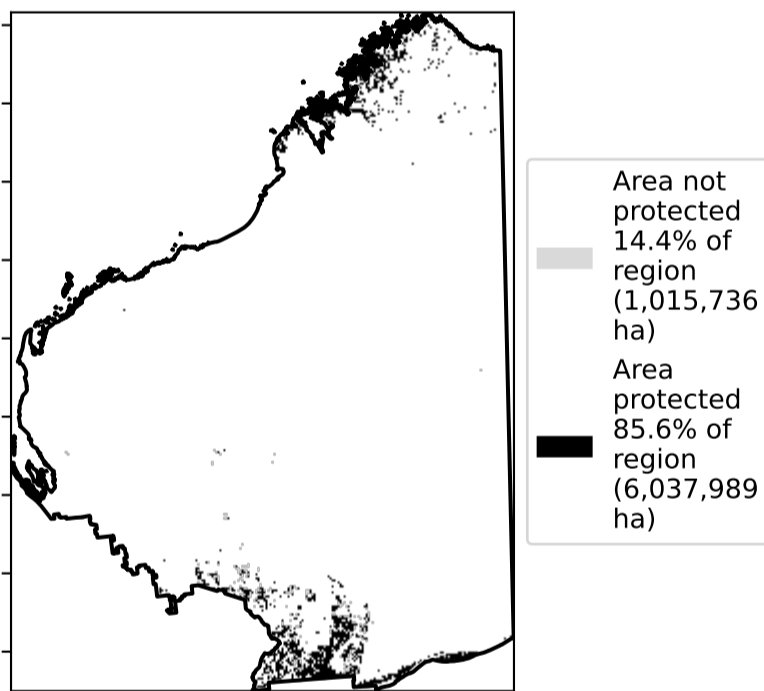 Area not
protected
14.4% of
region
(1,015,736
ha)
Area
protected
85.6% of
region
(6,037,989
ha)